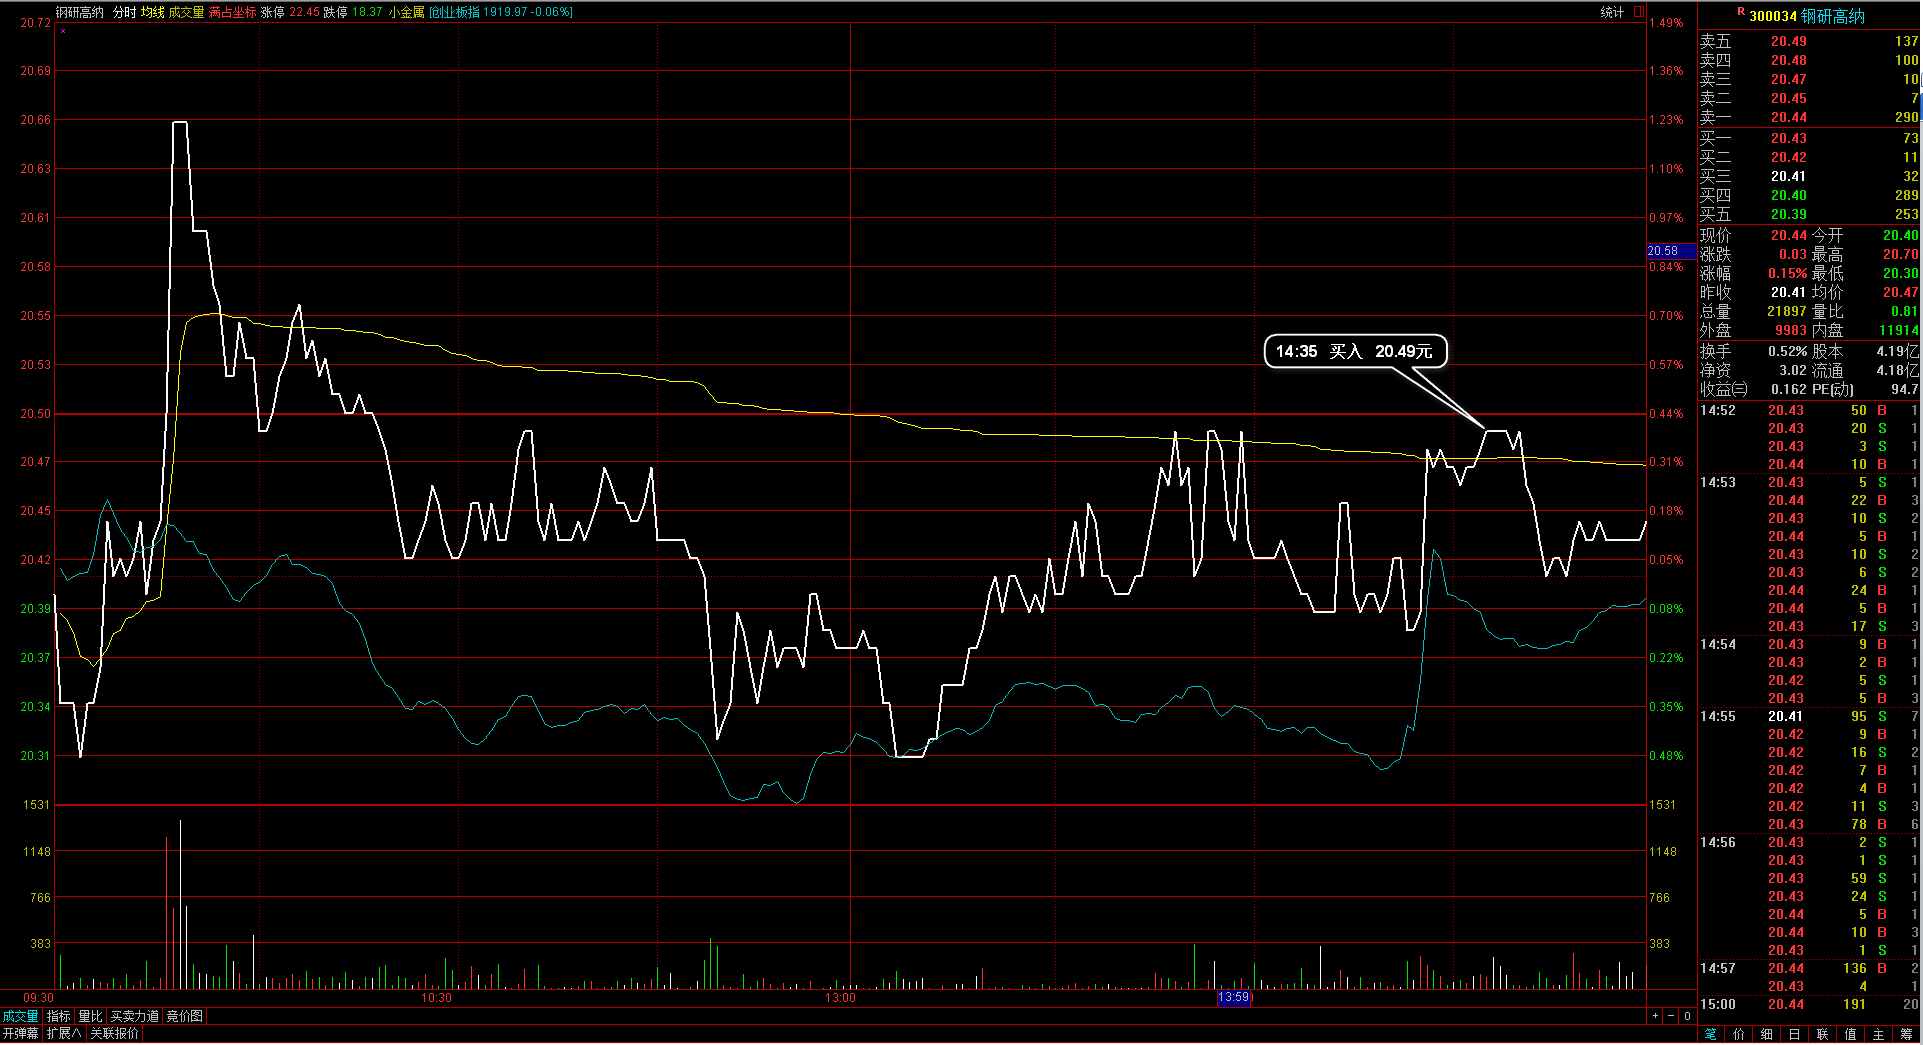 钢研高纳 分时 均线 成交量 满占坐标 涨停 22.45 跌停 18.37 小金属 [创业板指 1919.97 -0.06%]
统计
20.72
20.69
20.66
20.63
20.61
20.58
20.55
20.53
20.50
20.47
20.45
20.42
20.39
20.37
20.34
20.31
1531
1148
766
383
14:35 买入 20.49元
1.49%
1.36%
1.23%
1.10%
0.97%
20.58
0.84%
0.70%
0.57%
0.44%
0.31%
0.18%
0.05%
0.08%
0.22%
0.35%
0.48%
1531
1148
766
383
09:30 10:30 13:00 13:59
成交量 指标 量比 买卖力道 竞价图
+ - 0
开弹幕 扩展∧ 关联报价
R 300034 钢研高纳
卖五 20.49 137
卖四 20.48 100
卖三 20.47 10
卖二 20.45 7
卖一 20.44 290
买一 20.43 73
买二 20.42 11
买三 20.41 32
买四 20.40 289
买五 20.39 253
现价 20.44 今开 20.40
涨跌 0.03 最高 20.70
涨幅 0.15% 最低 20.30
昨收 20.41 均价 20.47
总量 21897 量比 0.81
外盘 9983 内盘 11914
换手 0.52% 股本 4.19亿
净资 3.02 流通 4.18亿
收益㈢ 0.162 PE(动) 94.7
14:52 20.43 50 B 1
20.43 20 S 1
20.43 3 S 1
20.44 10 B 1
14:53 20.43 5 S 1
20.44 22 B 3
20.43 10 S 2
20.44 5 B 1
20.43 10 S 2
20.43 6 S 2
20.44 24 B 1
20.44 5 B 1
20.43 17 S 3
14:54 20.43 9 B 1
20.43 2 B 1
20.42 5 S 1
20.43 5 B 3
14:55 20.41 95 S 7
20.42 9 B 1
20.42 16 S 2
20.42 7 B 1
20.42 4 B 1
20.42 11 S 3
20.43 78 B 6
14:56 20.43 2 S 1
20.43 1 S 1
20.43 59 S 1
20.43 24 S 1
20.44 5 B 1
20.44 10 B 3
20.43 1 S 1
14:57 20.44 136 B 2
20.43 4 1
15:00 20.44 191 20
笔 价 细 日 联 值 主 筹